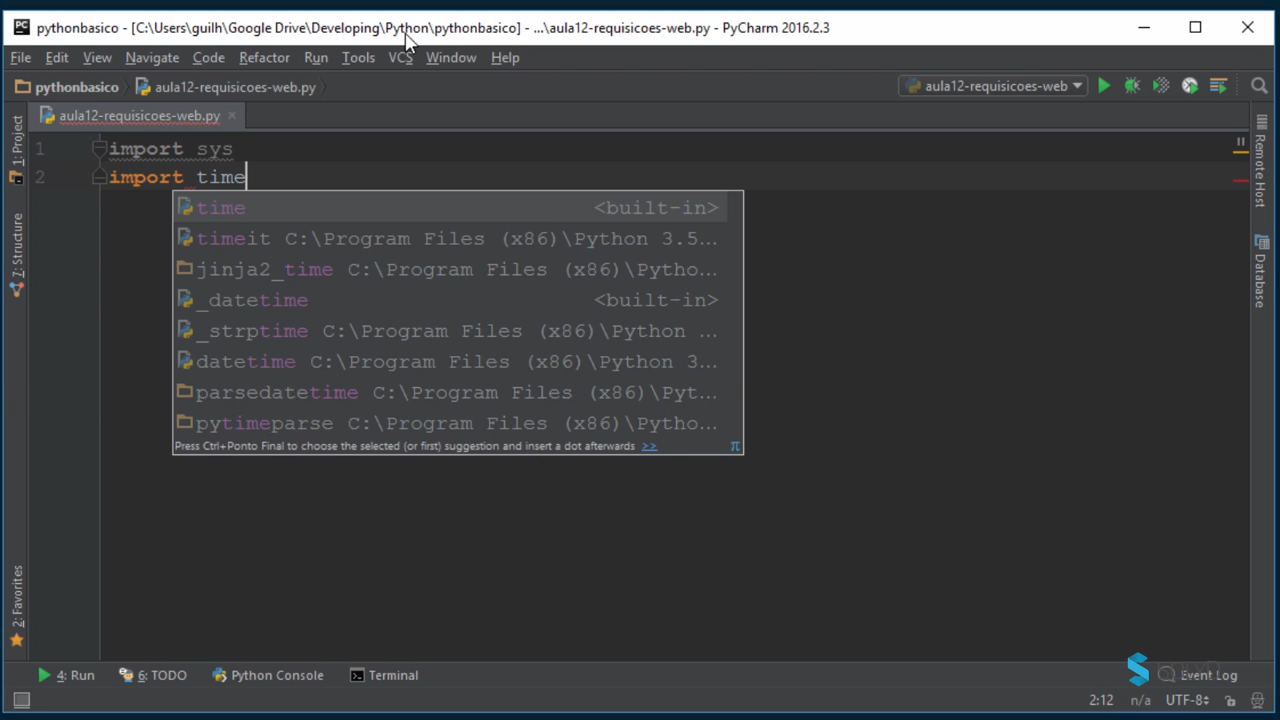 pythonbasico - [C:\Users\guilh\Google Drive\Developing\Python\pythonbasico] - ...\aula12-requisicoes-web.py - PyCharm 2016.2.3
File Edit View Navigate Code Refactor Run Tools VCS Window Help
pythonbasico aula12-requisicoes-web.py aula12-requisicoes-web
aula12-requisicoes-web.py
1: Project
7: Structure
2: Favorites
1 import sys
2 import time
time <built-in>
timeit C:\Program Files (x86)\Python 3.5...
jinja2_time C:\Program Files (x86)\Pytho...
_datetime <built-in>
_strptime C:\Program Files (x86)\Python ...
datetime C:\Program Files (x86)\Python 3...
parsedatetime C:\Program Files (x86)\Pyt...
pytimeparse C:\Program Files (x86)\Pytho...
Press Ctrl+Ponto Final to choose the selected (or first) suggestion and insert a dot afterwards >> π
Remote Host
Database
4: Run 6: TODO Python Console Terminal Event Log
2:12 n/a UTF-8